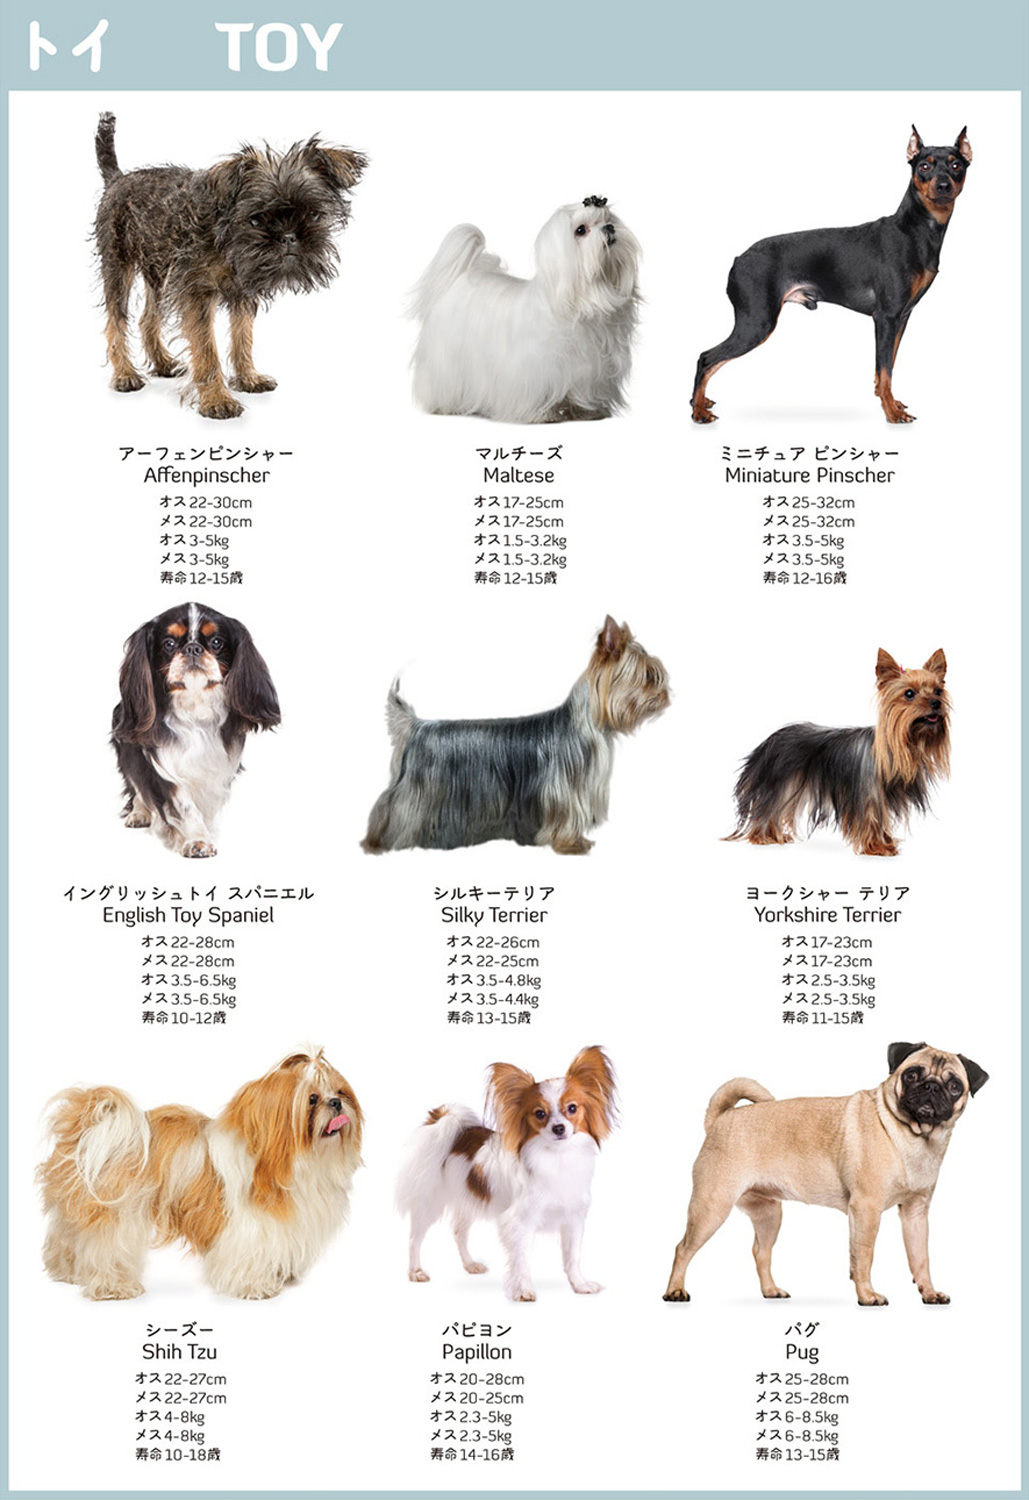 トイ TOY
アーフェンピンシャー
Affenpinscher
オス22-30cm
メス22-30cm
オス3-5kg
メス3-5kg
寿命12-15歳
マルチーズ
Maltese
オス17-25cm
メス17-25cm
オス1.5-3.2kg
メス1.5-3.2kg
寿命12-15歳
ミニチュア ピンシャー
Miniature Pinscher
オス25-32cm
メス25-32cm
オス3.5-5kg
メス3.5-5kg
寿命12-16歳
イングリッシュトイ スパニエル
English Toy Spaniel
オス22-28cm
メス22-28cm
オス3.5-6.5kg
メス3.5-6.5kg
寿命10-12歳
シルキーテリア
Silky Terrier
オス22-26cm
メス22-25cm
オス3.5-4.8kg
メス3.5-4.4kg
寿命13-15歳
ヨークシャー テリア
Yorkshire Terrier
オス17-23cm
メス17-23cm
オス2.5-3.5kg
メス2.5-3.5kg
寿命11-15歳
シーズー
Shih Tzu
オス22-27cm
メス22-27cm
オス4-8kg
メス4-8kg
寿命10-18歳
パピヨン
Papillon
オス20-28cm
メス20-25cm
オス2.3-5kg
メス2.3-5kg
寿命14-16歳
パグ
Pug
オス25-28cm
メス25-28cm
オス6-8.5kg
メス6-8.5kg
寿命13-15歳